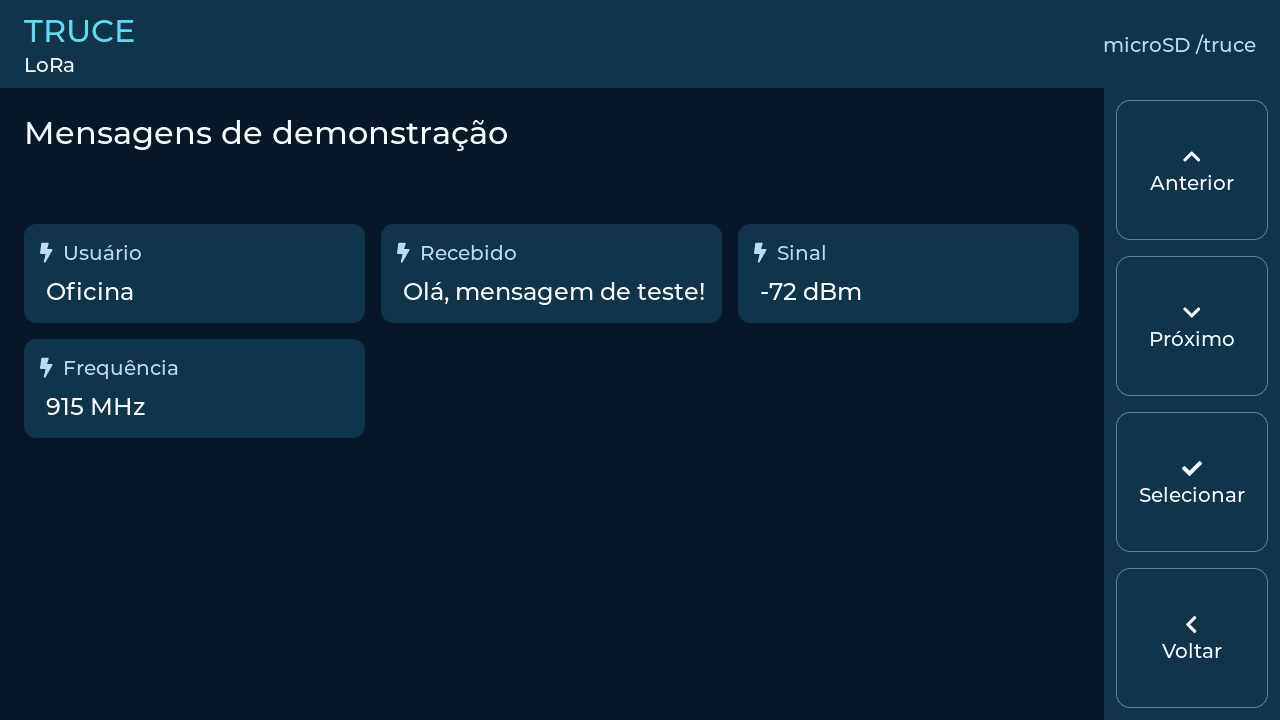 TRUCE
LoRa
microSD /truce
Mensagens de demonstração
Usuário
Oficina
Recebido
Olá, mensagem de teste!
Sinal
-72 dBm
Frequência
915 MHz
Anterior
Próximo
Selecionar
Voltar